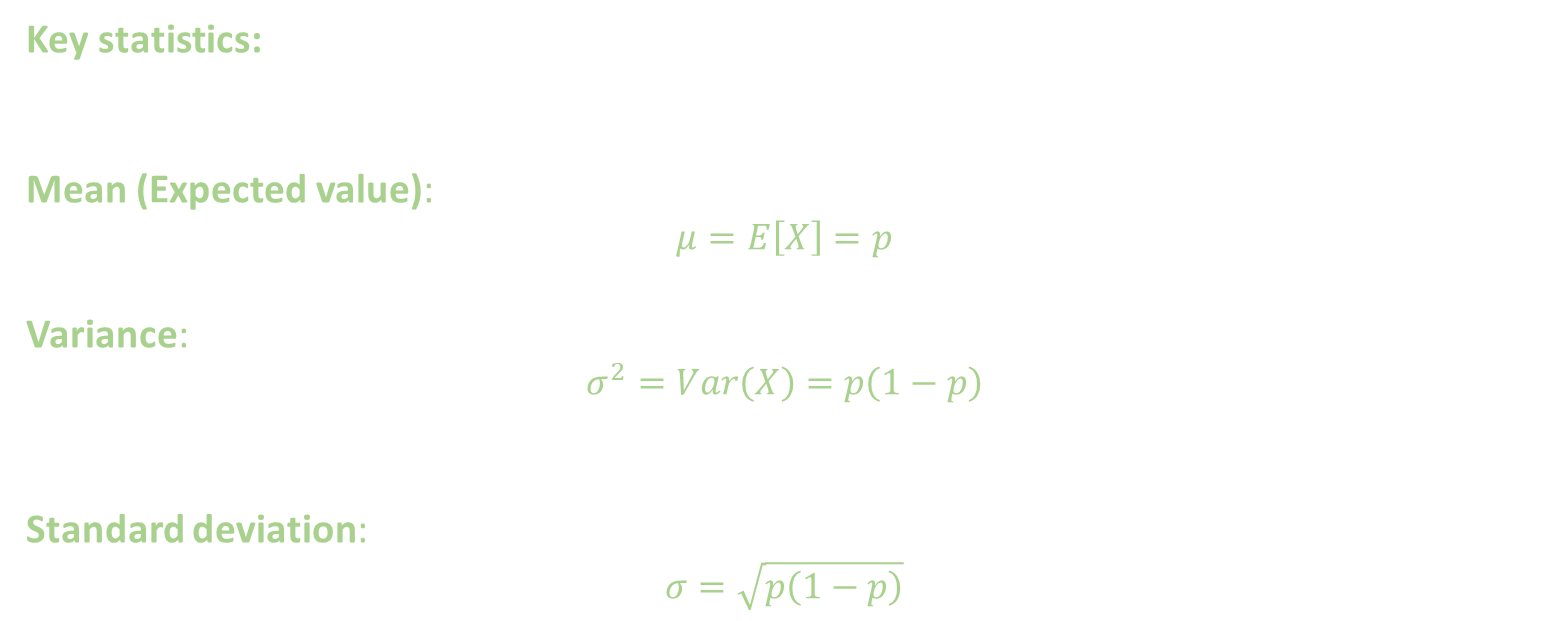 Key statistics:
Mean (Expected value):
μ = E[X] = p
Variance:
σ² = Var(X) = p(1 − p)
Standard deviation:
σ = √p(1 − p)